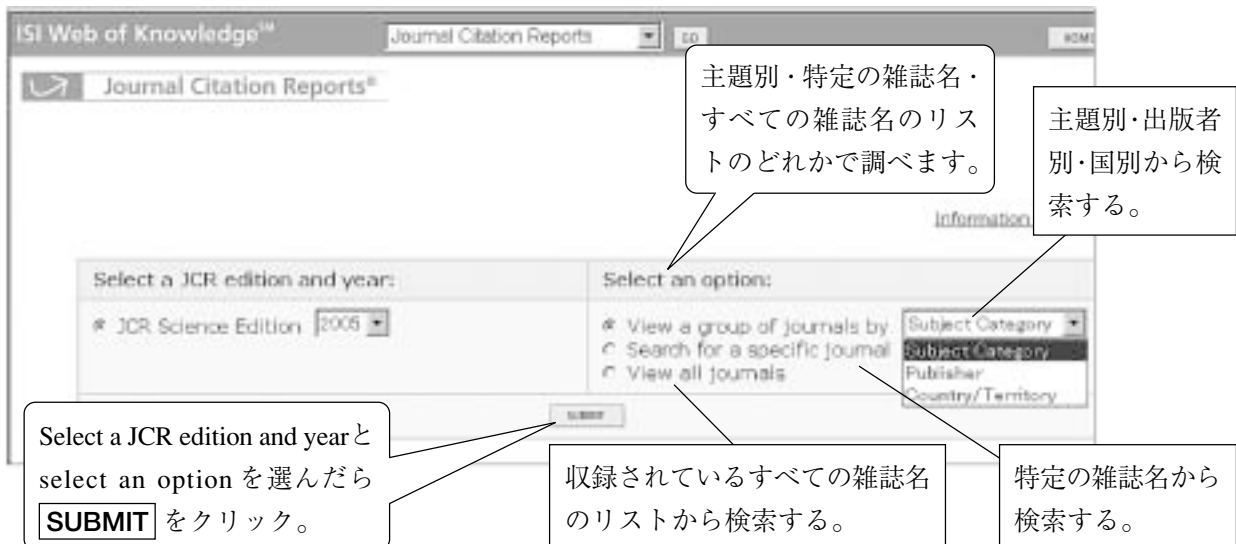 ISI Web of Knowledge℠ Journal Citation Reports GO HOME
Journal Citation Reports®
主題別・特定の雑誌名・
すべての雑誌名のリス
トのどれかで調べます。
主題別・出版者
別・国別から検
索する。
Information
Select a JCR edition and year:
JCR Science Edition 2005
Select an option:
View a group of journals by Subject Category
Search for a specific journal
View all journals
Subject Category
Publisher
Country/Territory
SUBMIT
Select a JCR edition and yearと
select an option を選んだら
SUBMIT をクリック。
収録されているすべての雑誌名
のリストから検索する。
特定の雑誌名から
検索する。